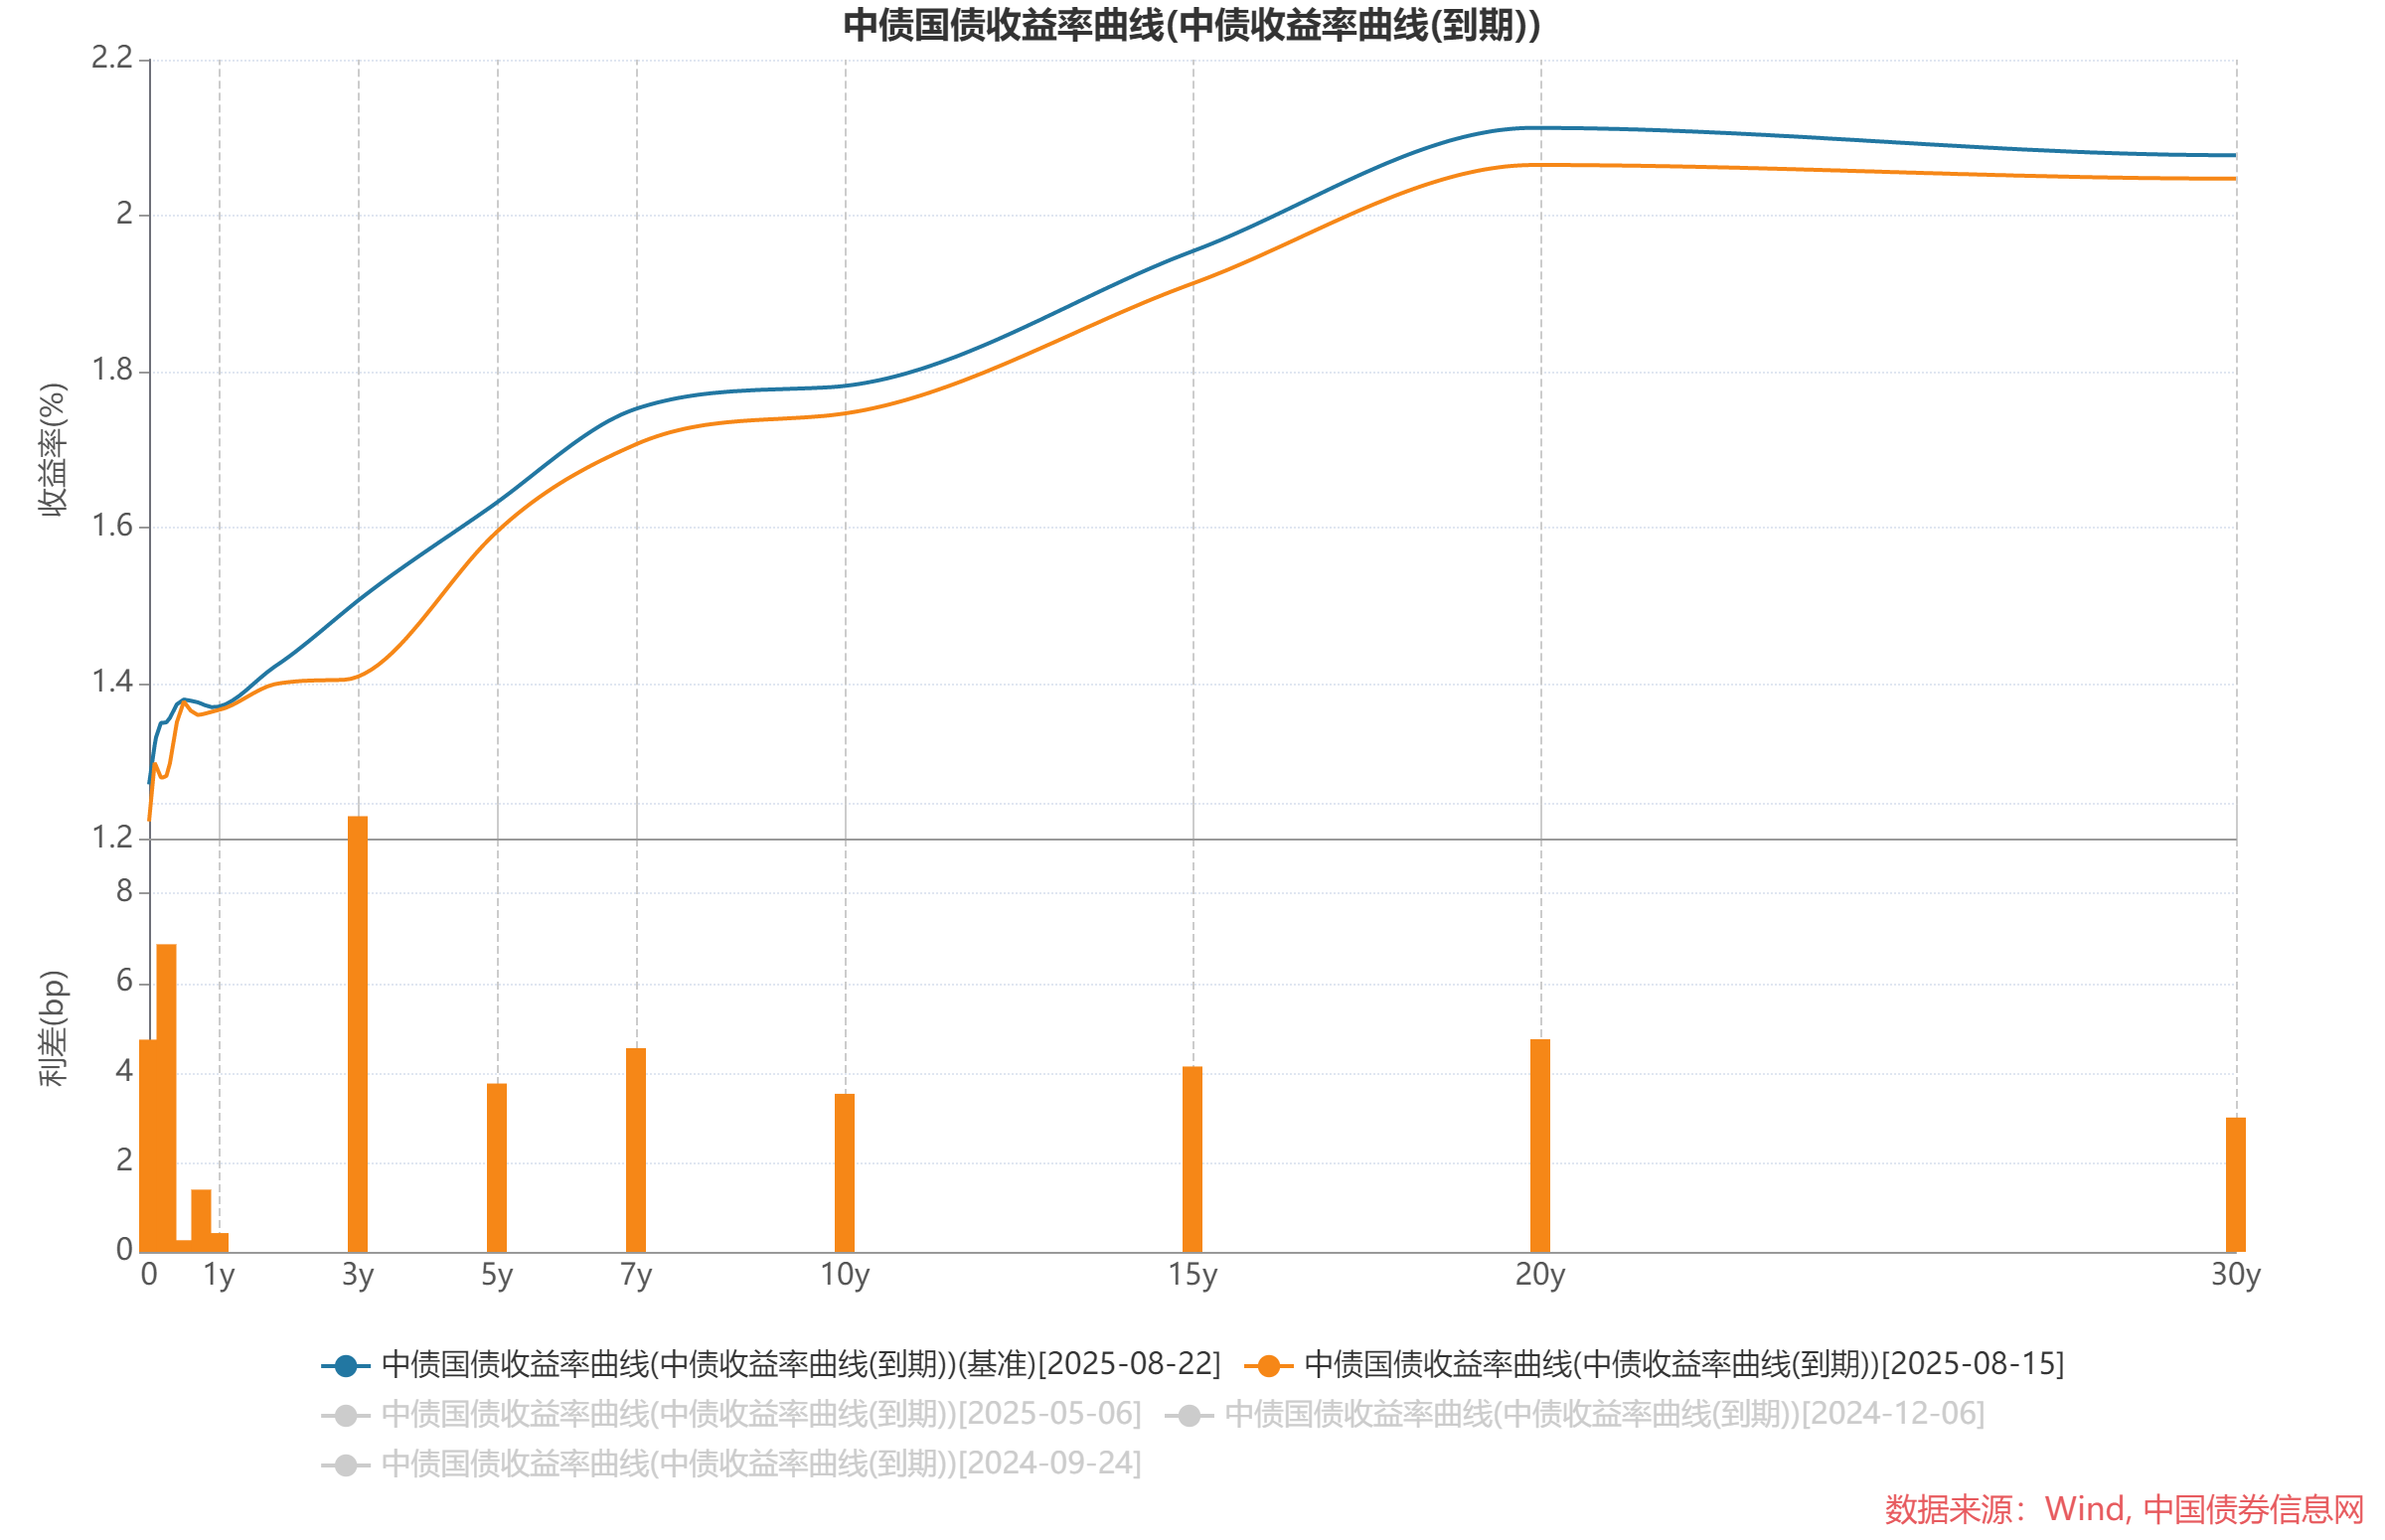 中债国债收益率曲线(中债收益率曲线(到期))
2.2
2
1.8
1.6
1.4
1.2
收益率(%)
8
6
4
2
0
利差(bp)
0 1y 3y 5y 7y 10y 15y 20y 30y
中债国债收益率曲线(中债收益率曲线(到期))(基准)[2025-08-22] 中债国债收益率曲线(中债收益率曲线(到期))[2025-08-15]
中债国债收益率曲线(中债收益率曲线(到期))[2025-05-06] 中债国债收益率曲线(中债收益率曲线(到期))[2024-12-06]
中债国债收益率曲线(中债收益率曲线(到期))[2024-09-24]
数据来源：Wind, 中国债券信息网